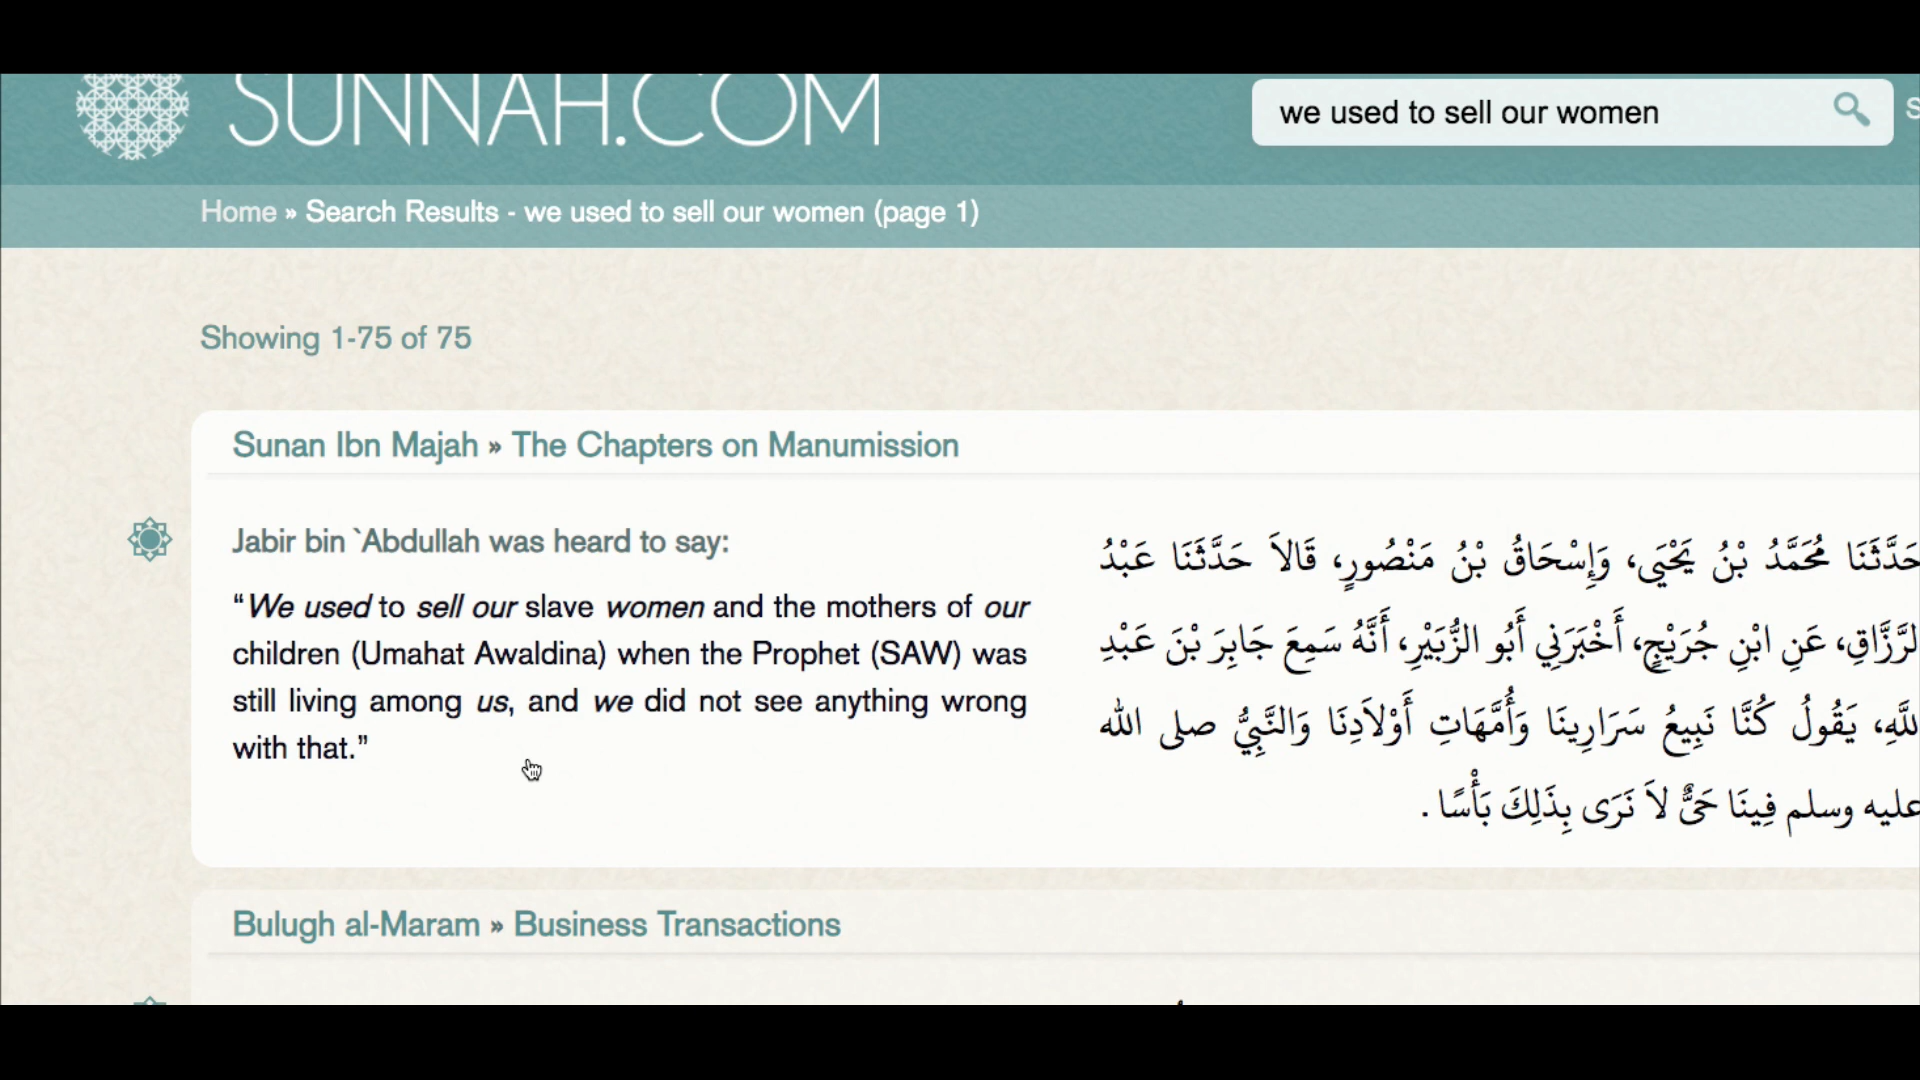 SUNNAH.COM
we used to sell our women
Home » Search Results - we used to sell our women (page 1)
Showing 1-75 of 75
Sunan Ibn Majah » The Chapters on Manumission
Jabir bin `Abdullah was heard to say:
“We used to sell our slave women and the mothers of our
children (Umahat Awaldina) when the Prophet (SAW) was
still living among us, and we did not see anything wrong
with that.”
حَدَّثَنَا مُحَمَّدُ بْنُ يَحْيَى، وَإِسْحَاقُ بْنُ مَنْصُورٍ، قَالاَ حَدَّثَنَا عَبْدُ
الرَّزَّاقِ، عَنِ ابْنِ جُرَيْجٍ، أَخْبَرَنِي أَبُو الزُّبَيْرِ، أَنَّهُ سَمِعَ جَابِرَ بْنَ عَبْدِ
اللَّهِ، يَقُولُ كُنَّا نَبِيعُ سَرَارِينَا وَأُمَّهَاتِ أَوْلاَدِنَا وَالنَّبِيُّ صلى الله
عليه وسلم فِينَا حَىٌّ لاَ نَرَى بِذَلِكَ بَأْسًا .
Bulugh al-Maram » Business Transactions